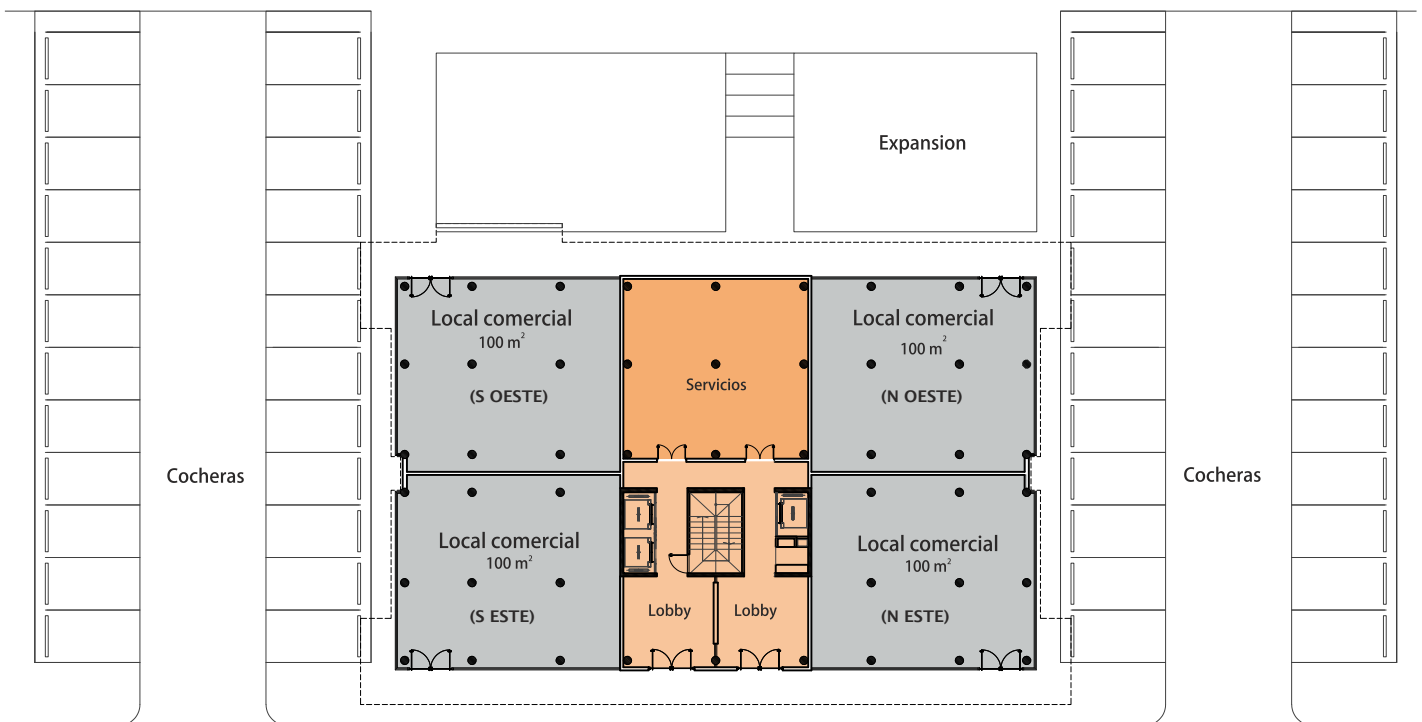 Expansion
Local comercial
100 m²
(S OESTE)
Servicios
Local comercial
100 m²
(N OESTE)
Cocheras
Cocheras
Local comercial
100 m²
(S ESTE)
Lobby
Lobby
Local comercial
100 m²
(N ESTE)